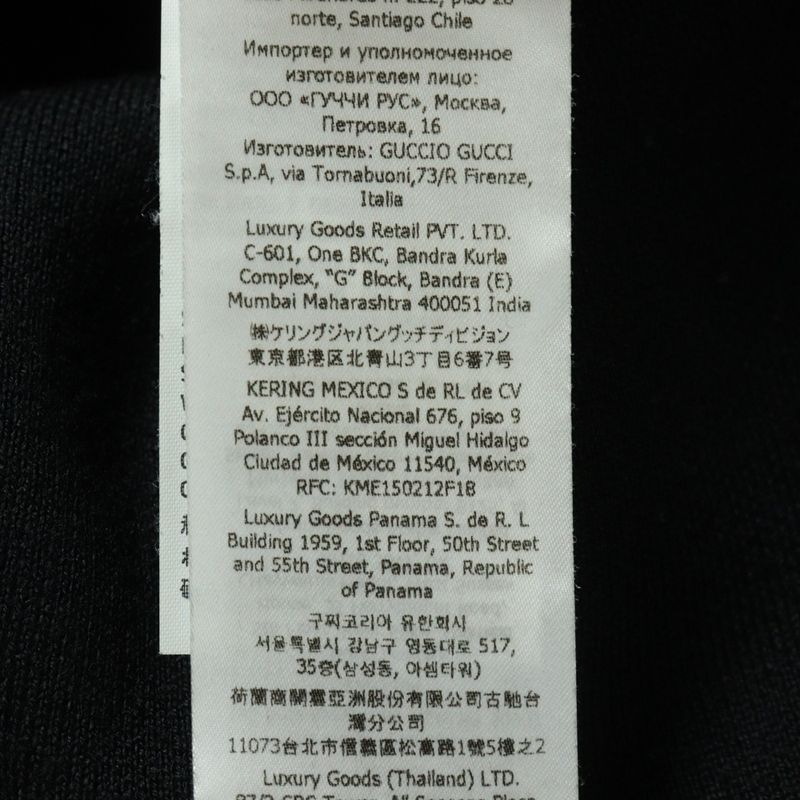 norte, Santiago Chile
Импортер и уполномоченное
изготовителем лицо:
ООО «ГУЧЧИ РУС», Москва,
Петровка, 16
Изготовитель: GUCCIO GUCCI
S.p.A, via Tornabuoni,73/R Firenze,
Italia
Luxury Goods Retail PVT. LTD.
C-601, One BKC, Bandra Kurla
Complex, "G" Block, Bandra (E)
Mumbai Maharashtra 400051 India
㈱ケリングジャパングッチディビジョン
東京都港区北青山3丁目6番7号
KERING MEXICO S de RL de CV
Av. Ejército Nacional 676, piso 9
Polanco III sección Miguel Hidalgo
Ciudad de México 11540, México
RFC: KME150212F18
Luxury Goods Panama S. de R. L
Building 1959, 1st Floor, 50th Street
and 55th Street, Panama, Republic
of Panama
구찌코리아 유한회사
서울특별시 강남구 영동대로 517,
35층(삼성동, 아셈타워)
荷蘭商開雲亞洲股份有限公司古馳台
灣分公司
11073台北市信義區松高路1號5樓之2
Luxury Goods (Thailand) LTD.